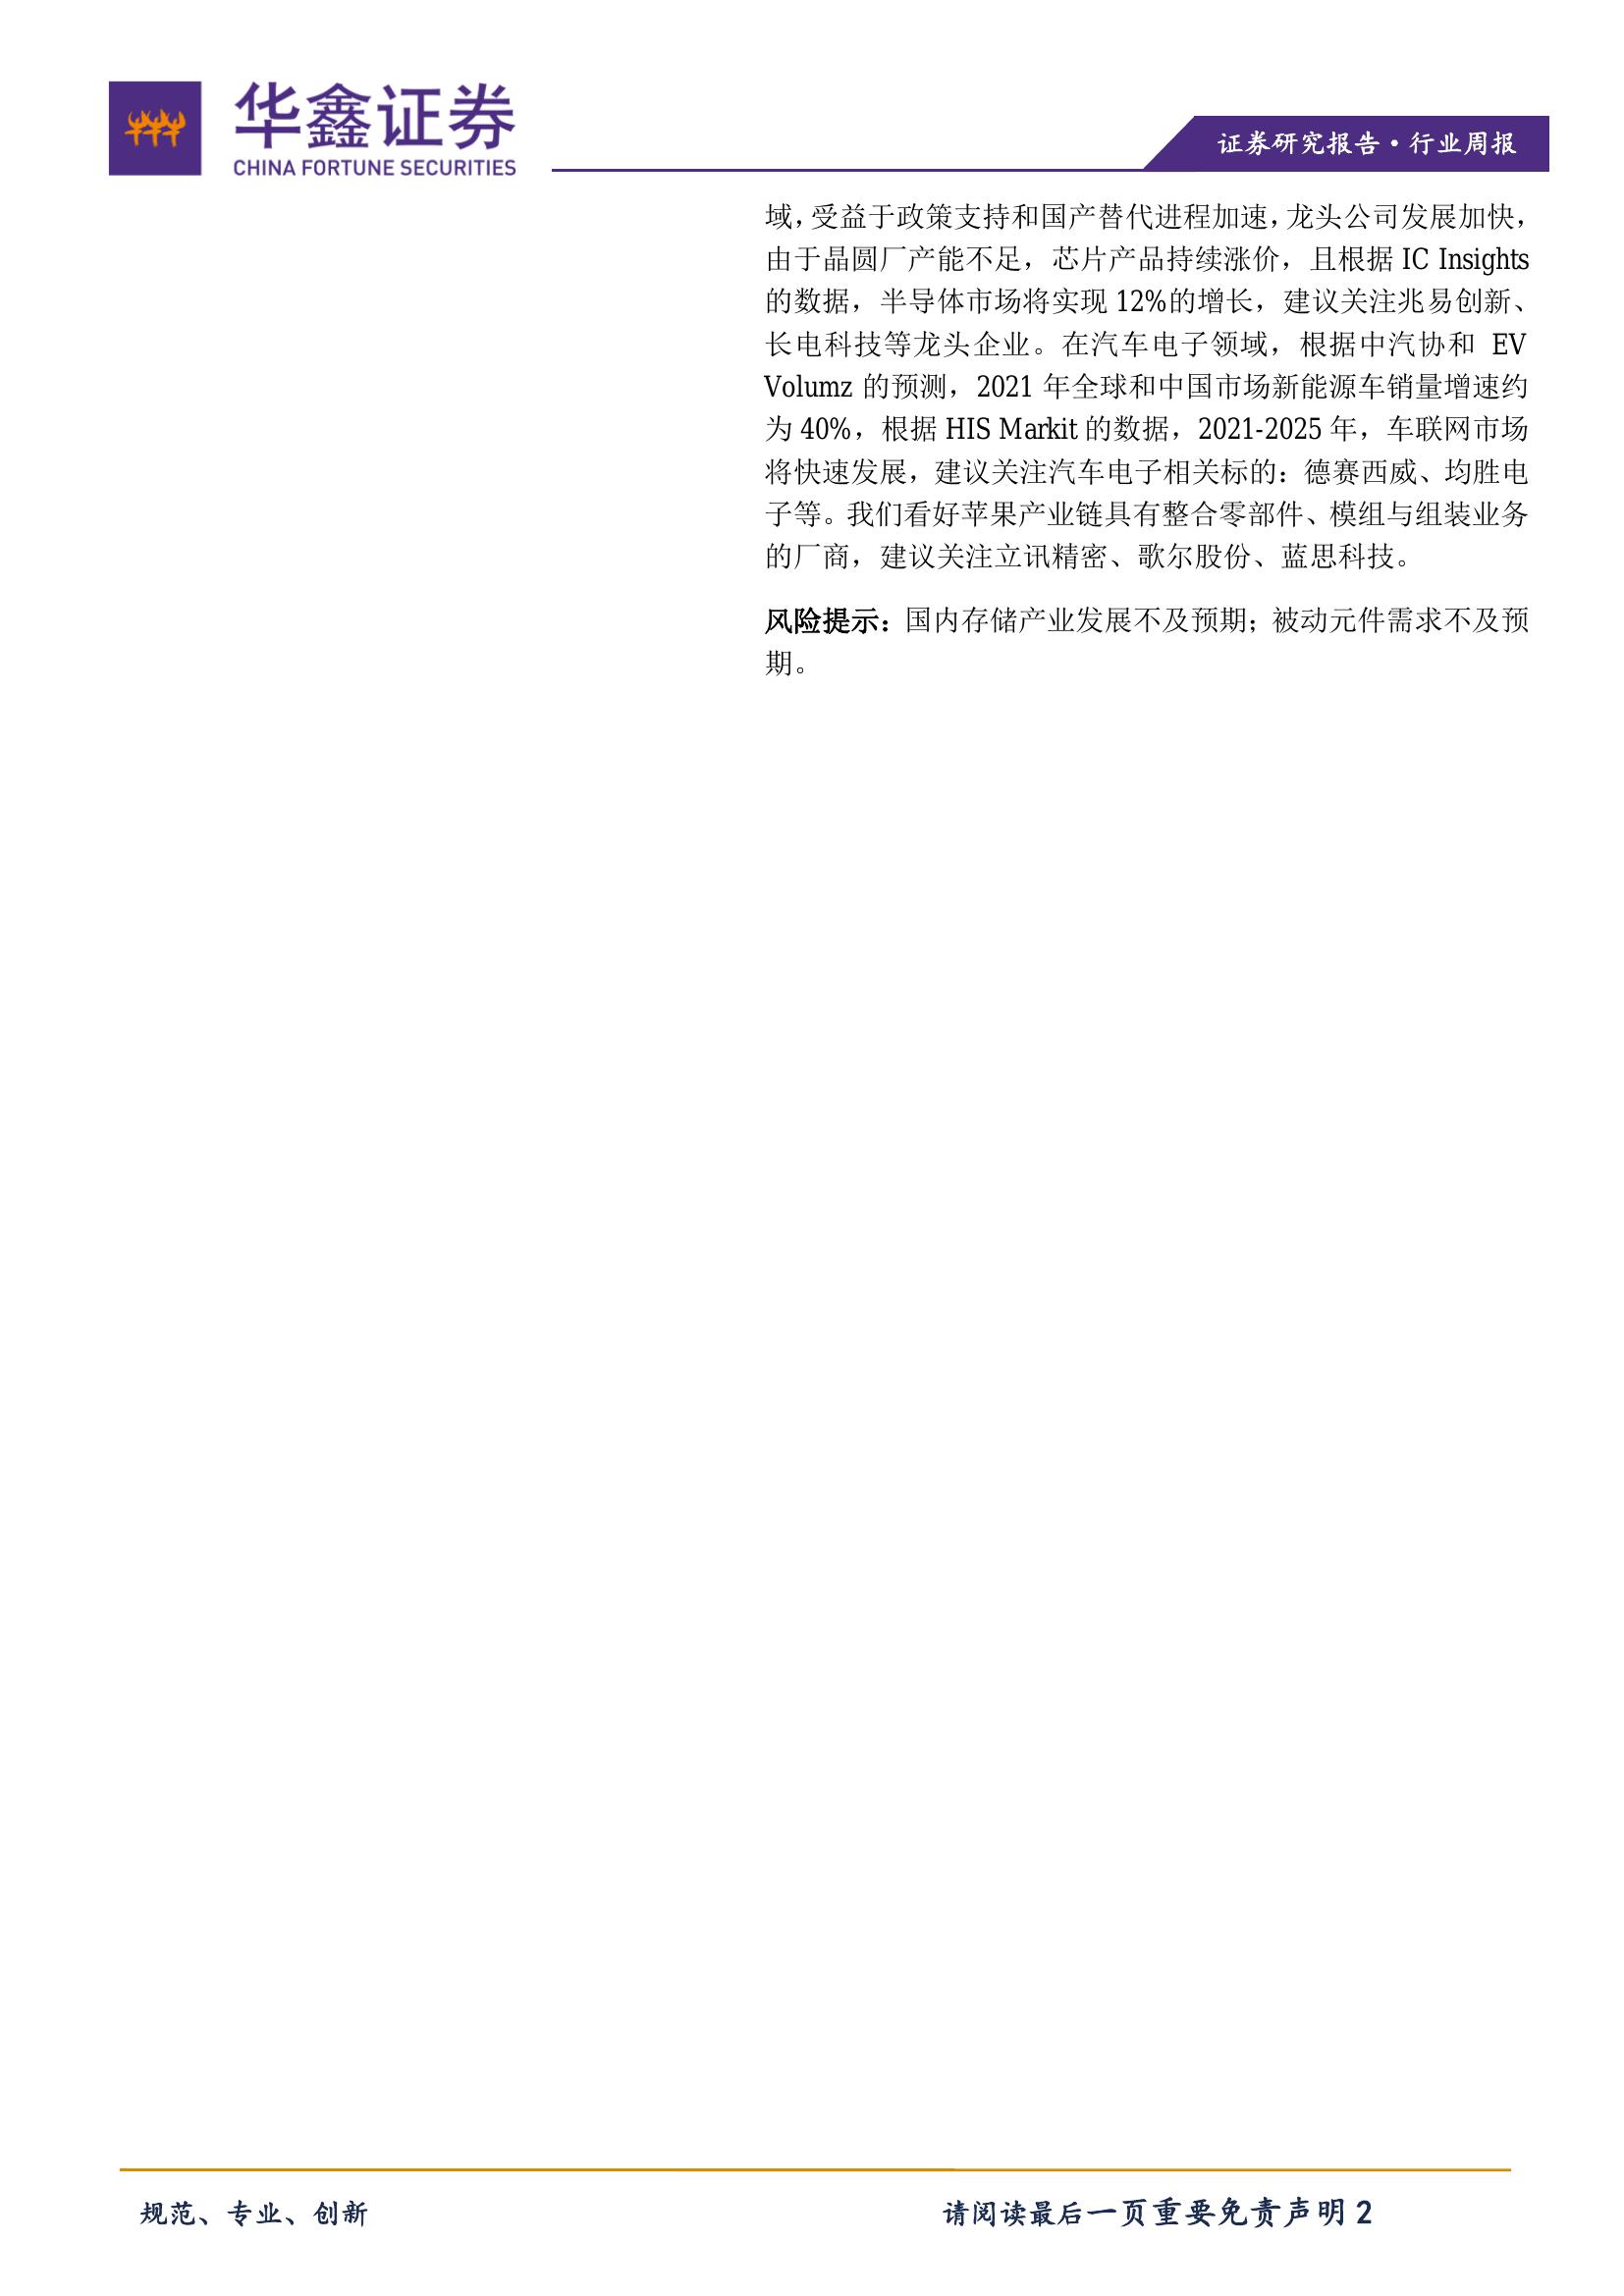 华鑫证券
CHINA FORTUNE SECURITIES
证券研究报告·行业周报
域，受益于政策支持和国产替代进程加速，龙头公司发展加快，
由于晶圆厂产能不足，芯片产品持续涨价，且根据 IC Insights
的数据，半导体市场将实现 12%的增长，建议关注兆易创新、
长电科技等龙头企业。在汽车电子领域，根据中汽协和 EV
Volumz 的预测，2021 年全球和中国市场新能源车销量增速约
为 40%，根据 HIS Markit 的数据，2021-2025 年，车联网市场
将快速发展，建议关注汽车电子相关标的：德赛西威、均胜电
子等。我们看好苹果产业链具有整合零部件、模组与组装业务
的厂商，建议关注立讯精密、歌尔股份、蓝思科技。
风险提示：国内存储产业发展不及预期；被动元件需求不及预
期。
规范、专业、创新
请阅读最后一页重要免责声明 2